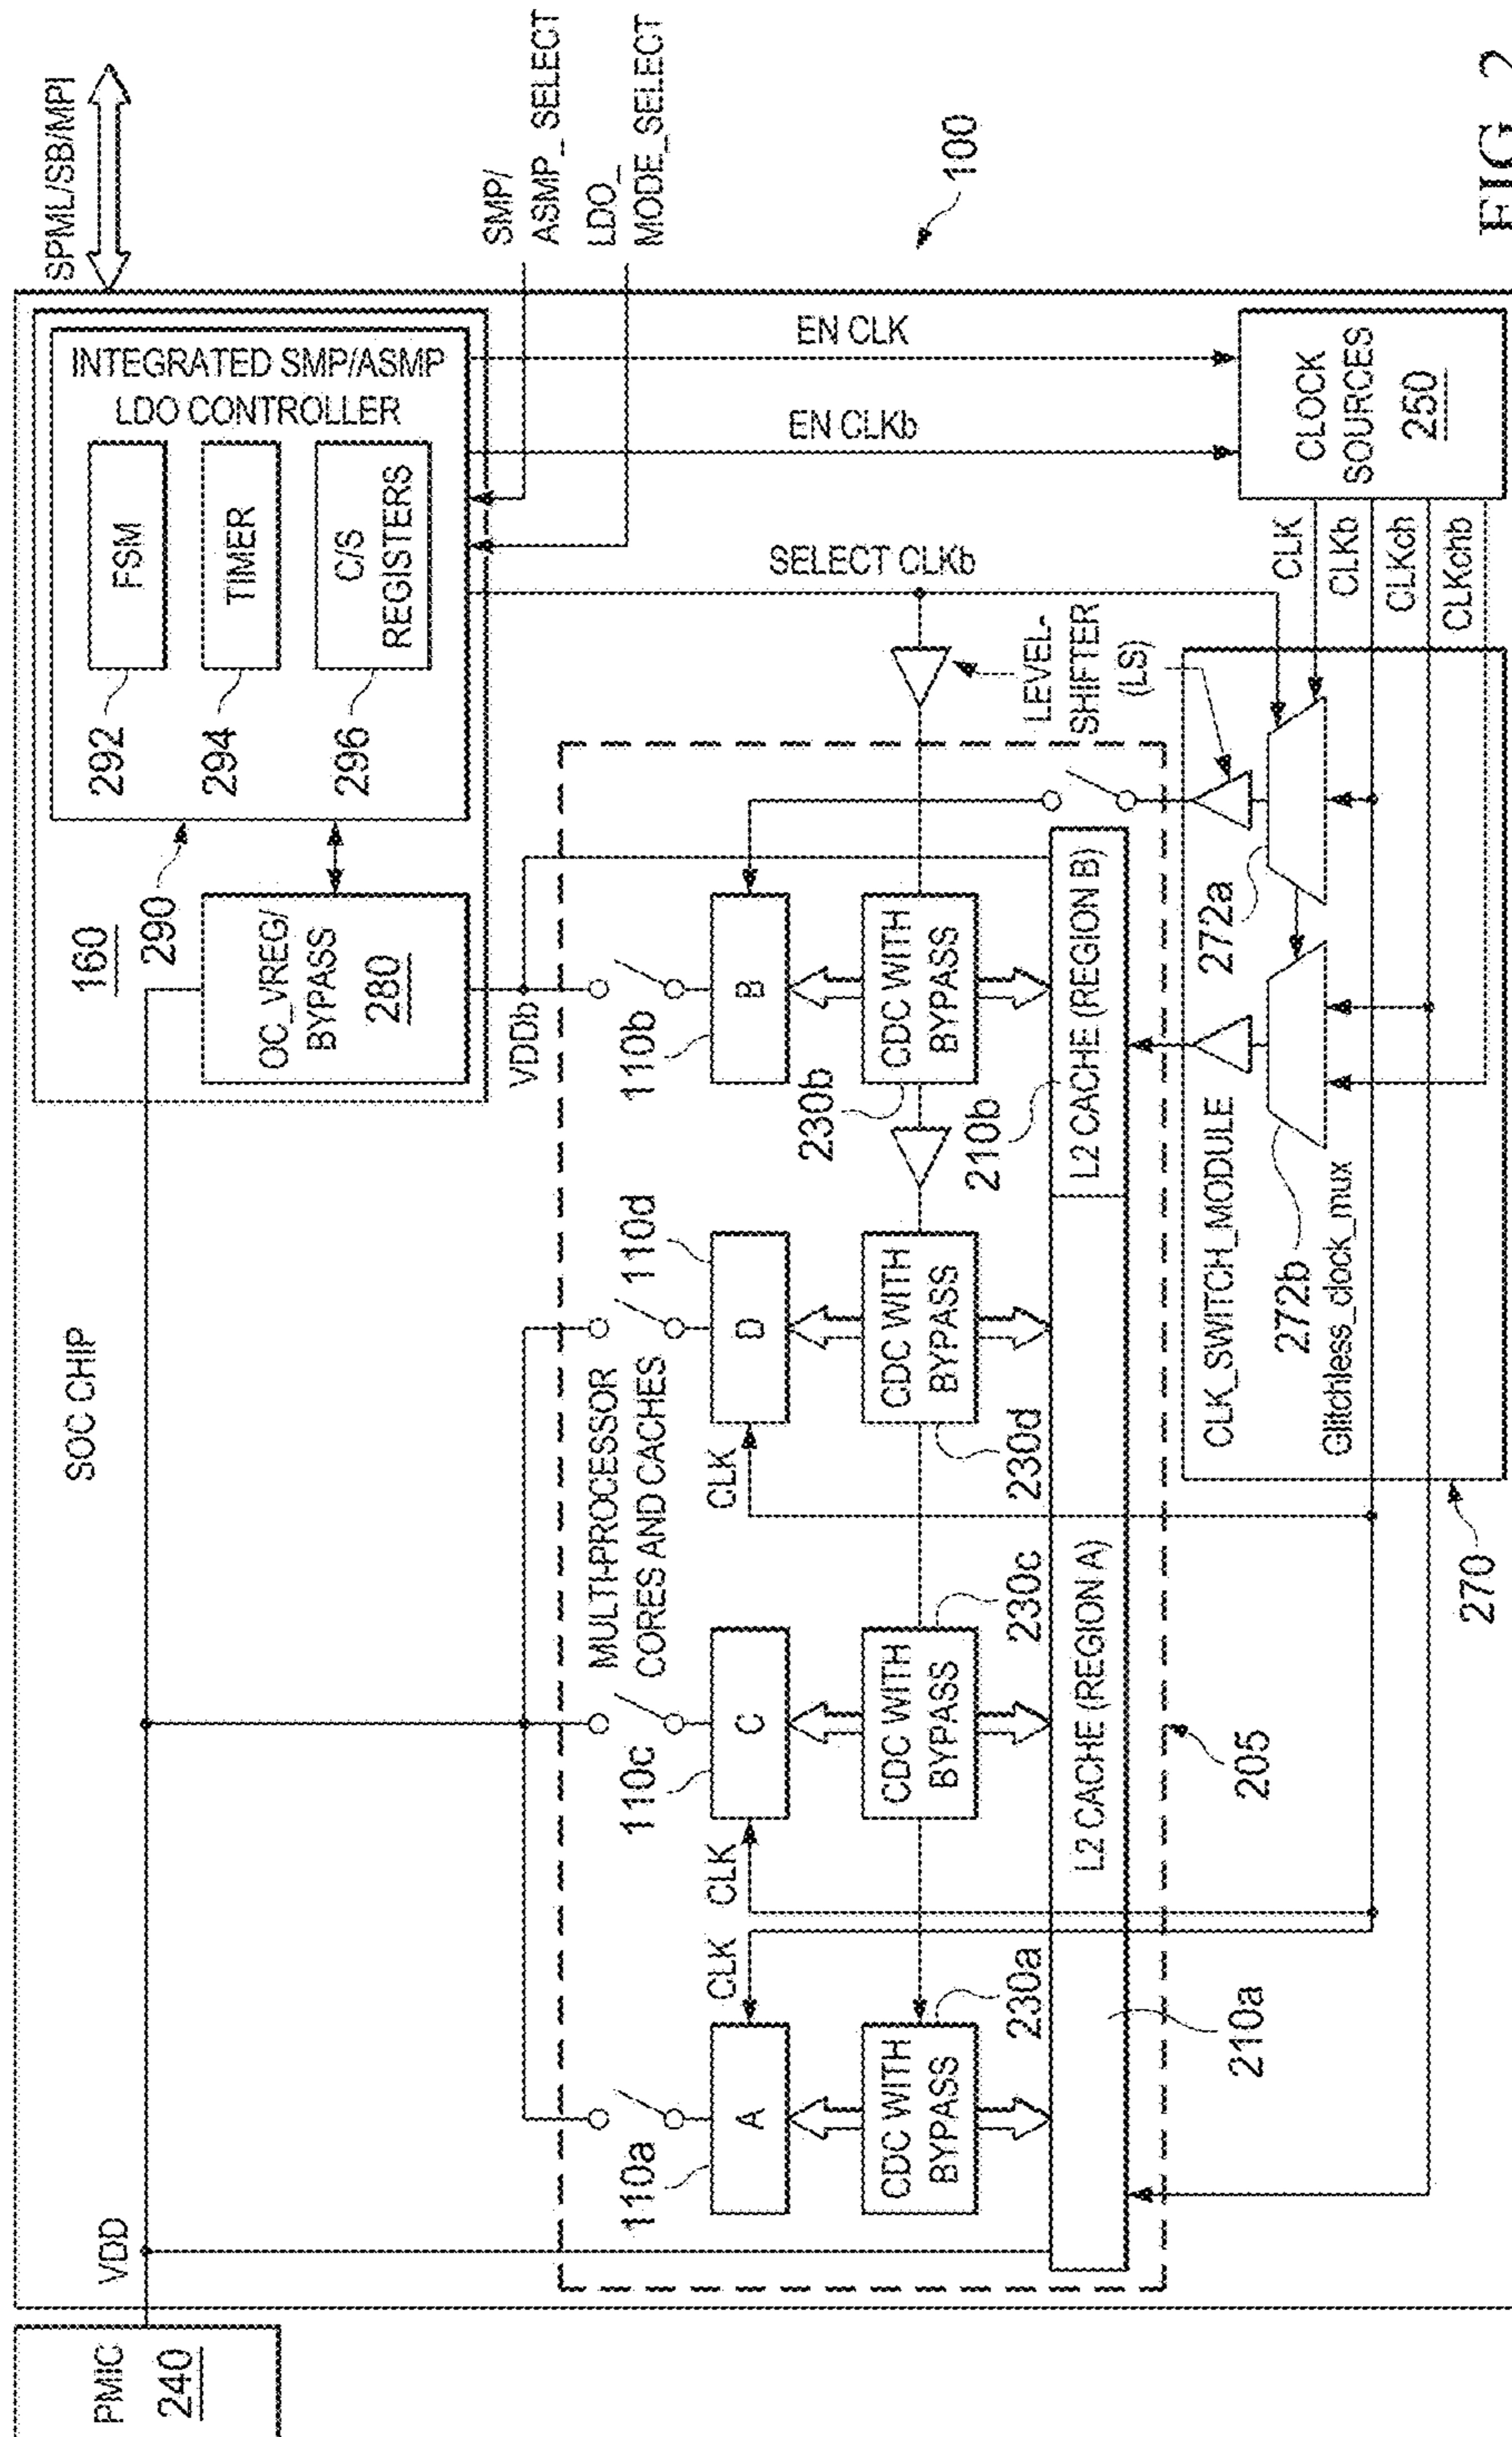 PMIC
240
SOC CHIP
VDD
160
290
OC_VREG/
BYPASS
280
INTEGRATED SMP/ASMP
LDO CONTROLLER
FSM
TIMER
C/S
REGISTERS
292
294
296
SPMI/SB/MPI
SMP/
ASMP_SELECT
LDO_
MODE_SELECT
100
VDDb
MULTI-PROCESSOR
CORES AND CACHES
110a
A
110c
C
110d
D
110b
B
CLK
CLK
CLK
CDC WITH
BYPASS
230a
CDC WITH
BYPASS
230c
CDC WITH
BYPASS
230d
CDC WITH
BYPASS
230b
L2 CACHE (REGION A)
210a
L2 CACHE (REGION B)
210b
205
EN CLK
EN CLKb
SELECT CLKb
LEVEL-
SHIFTER
(LS)
CLK_SWITCH_MODULE
Glitchless_clock_mux
272a
272b
270
CLOCK
SOURCES
250
CLK
CLKb
CLKch
CLKchb
FIG. 2